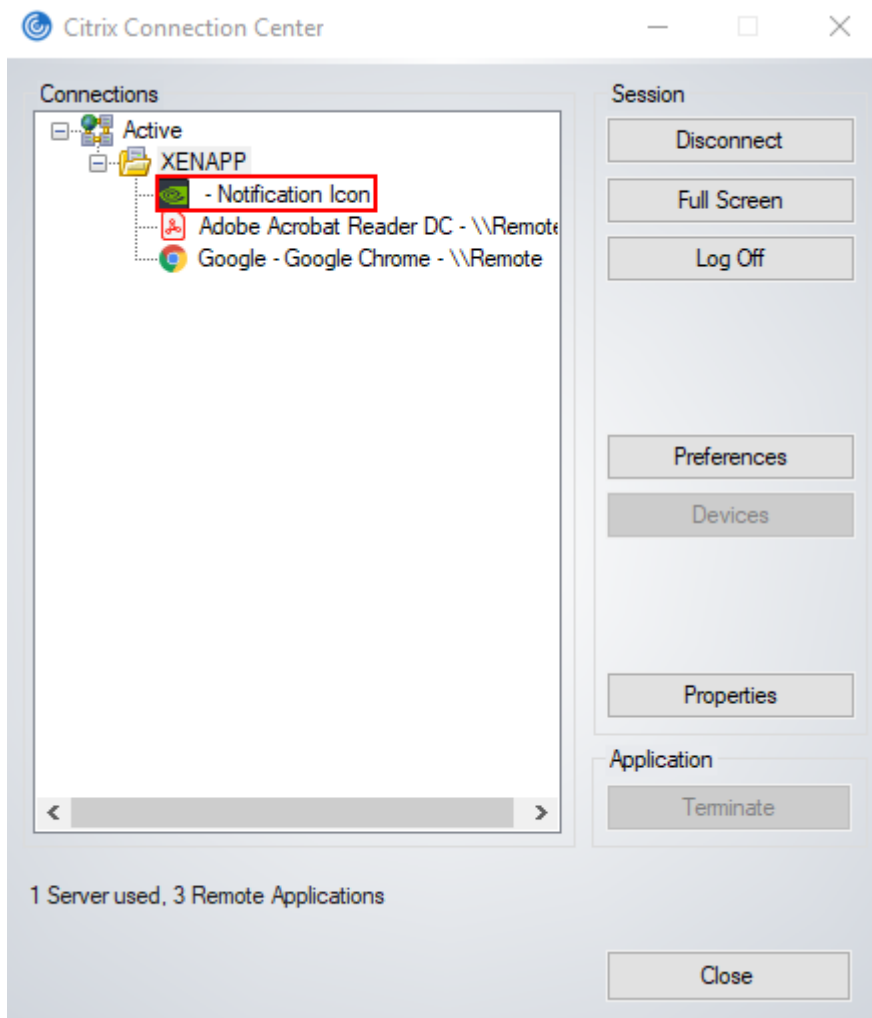 Citrix Connection Center
Connections
Active
XENAPP
- Notification Icon
Adobe Acrobat Reader DC - \\Remote
Google - Google Chrome - \\Remote
Session
Disconnect
Full Screen
Log Off
Preferences
Devices
Properties
Application
Terminate
1 Server used, 3 Remote Applications
Close